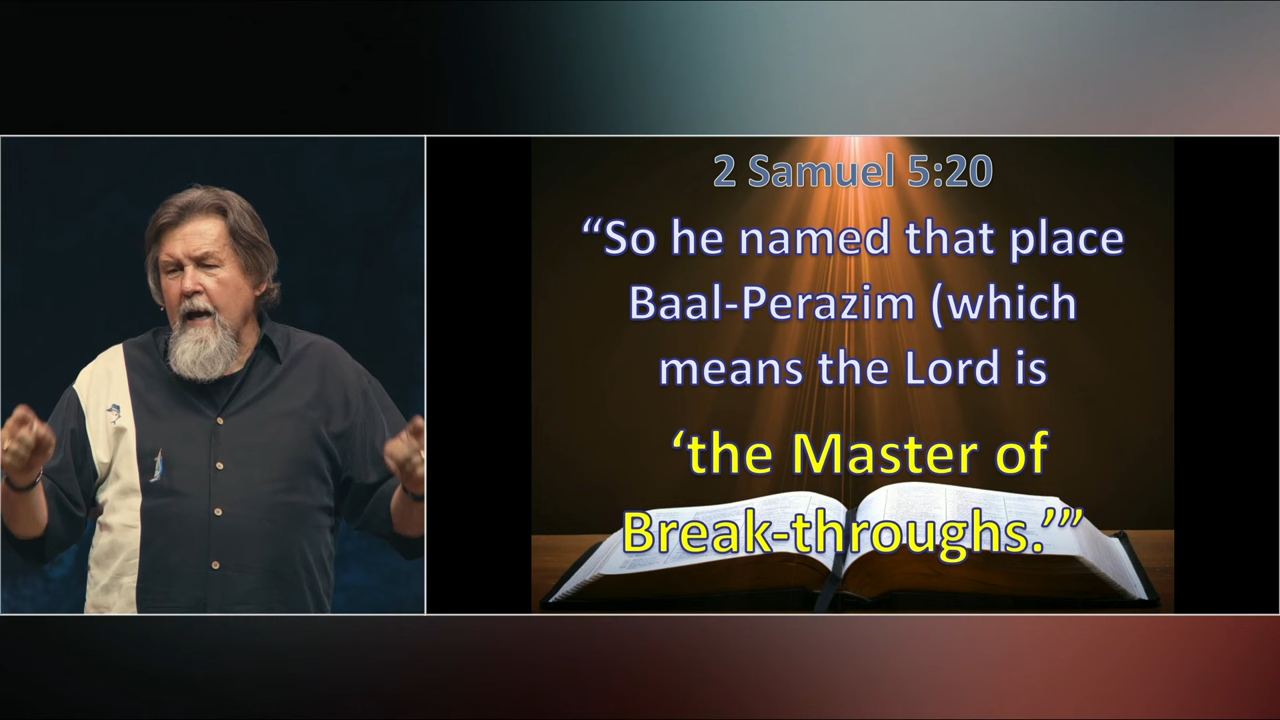 2 Samuel 5:20
“So he named that place
Baal-Perazim (which
means the Lord is
‘the Master of
Break-throughs.’”